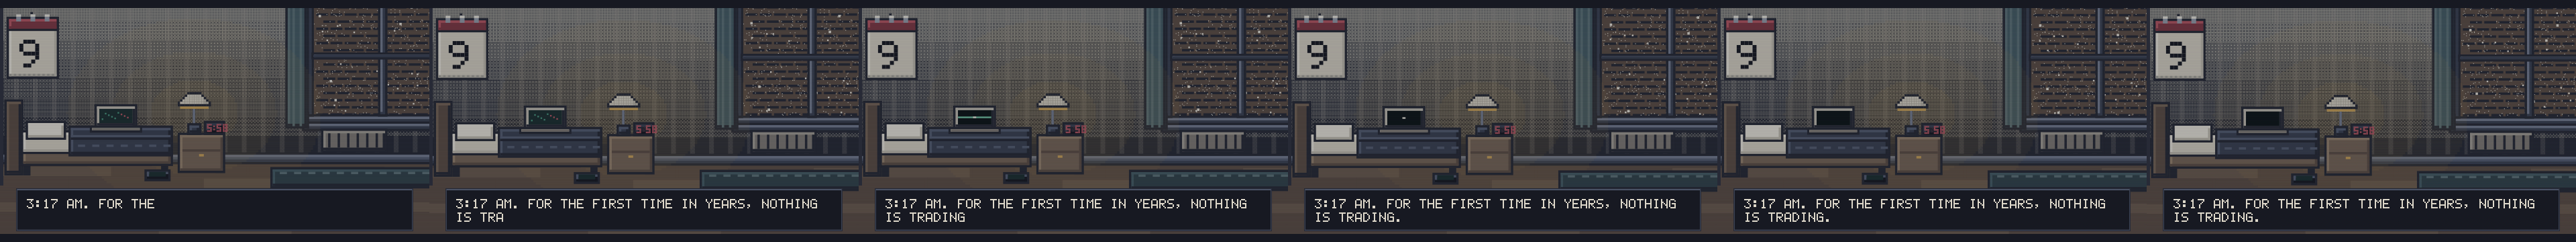 9
5:58
3:17 AM. FOR THE
9
5 58
3:17 AM. FOR THE FIRST TIME IN YEARS, NOTHING
IS TRA
9
5 58
3:17 AM. FOR THE FIRST TIME IN YEARS, NOTHING
IS TRADING
9
5 58
3:17 AM. FOR THE FIRST TIME IN YEARS, NOTHING
IS TRADING.
9
5 58
3:17 AM. FOR THE FIRST TIME IN YEARS, NOTHING
IS TRADING.
9
5:58
3:17 AM. FOR THE FIRST TIME IN YEARS, NOTHING
IS TRADING.